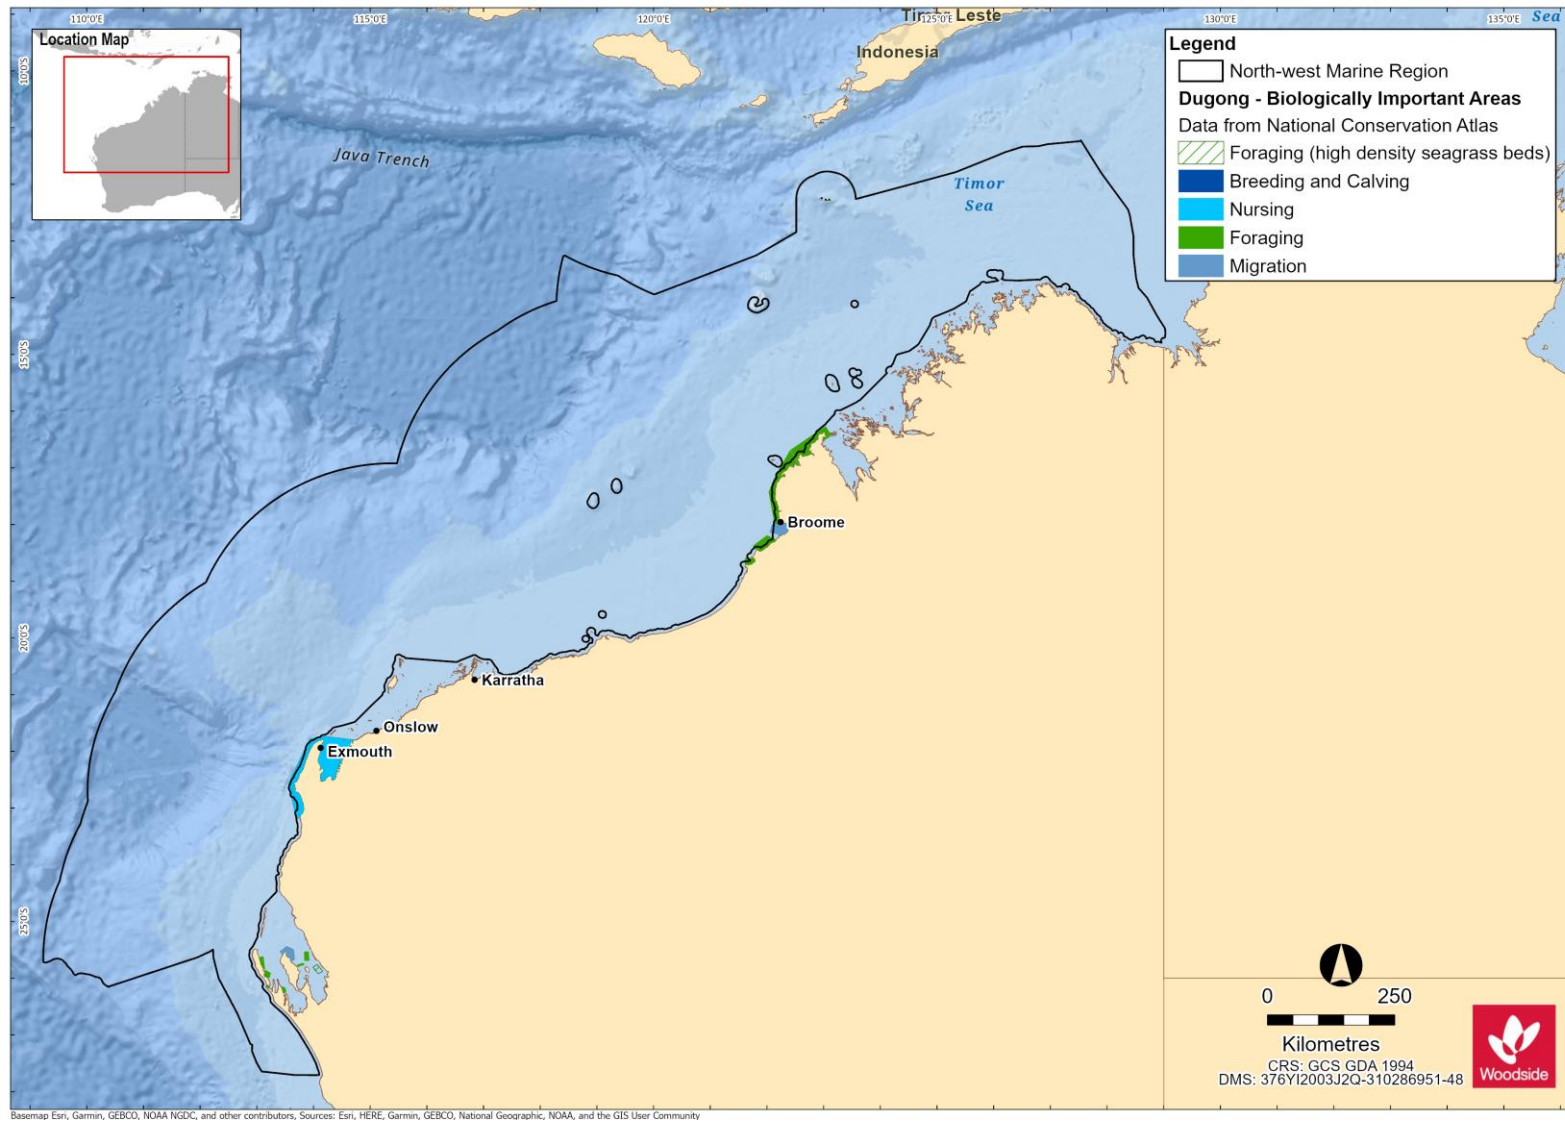 110°0'E
115°0'E
120°0'E
125°0'E
130°0'E
135°0'E
Timor Leste
Sea
Location Map
Indonesia
Legend
North-west Marine Region
Dugong - Biologically Important Areas
Data from National Conservation Atlas
Foraging (high density seagrass beds)
Breeding and Calving
Nursing
Foraging
Migration
10°0'S
Java Trench
Timor
Sea
15°0'S
Broome
20°0'S
Karratha
Onslow
Exmouth
25°0'S
0 250
Kilometres
CRS: GCS GDA 1994
DMS: 376YI2003J2Q-310286951-48
Woodside
Basemap Esri, Garmin, GEBCO, NOAA NGDC, and other contributors, Sources: Esri, HERE, Garmin, GEBCO, National Geographic, NOAA, and the GIS User Community